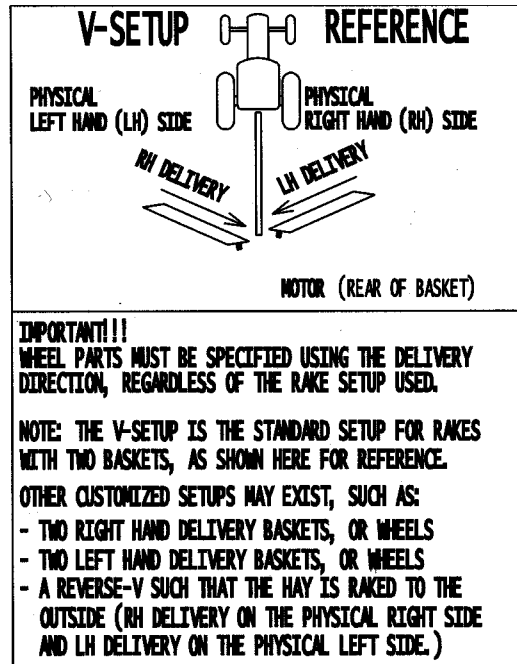 V-SETUP REFERENCE
PHYSICAL
LEFT HAND (LH) SIDE
PHYSICAL
RIGHT HAND (RH) SIDE
RH DELIVERY
LH DELIVERY
MOTOR (REAR OF BASKET)
IMPORTANT!!!
WHEEL PARTS MUST BE SPECIFIED USING THE DELIVERY
DIRECTION, REGARDLESS OF THE RAKE SETUP USED.
NOTE: THE V-SETUP IS THE STANDARD SETUP FOR RAKES
WITH TWO BASKETS, AS SHOWN HERE FOR REFERENCE.
OTHER CUSTOMIZED SETUPS MAY EXIST, SUCH AS:
- TWO RIGHT HAND DELIVERY BASKETS, OR WHEELS
- TWO LEFT HAND DELIVERY BASKETS, OR WHEELS
- A REVERSE-V SUCH THAT THE HAY IS RAKED TO THE
OUTSIDE (RH DELIVERY ON THE PHYSICAL RIGHT SIDE
AND LH DELIVERY ON THE PHYSICAL LEFT SIDE.)